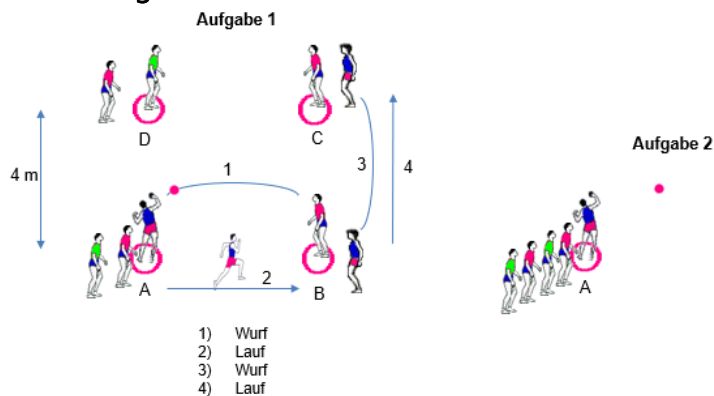 Aufgabe 1
D
C
4 m
1
3
4
Aufgabe 2
A
2
B
A
1) Wurf
2) Lauf
3) Wurf
4) Lauf